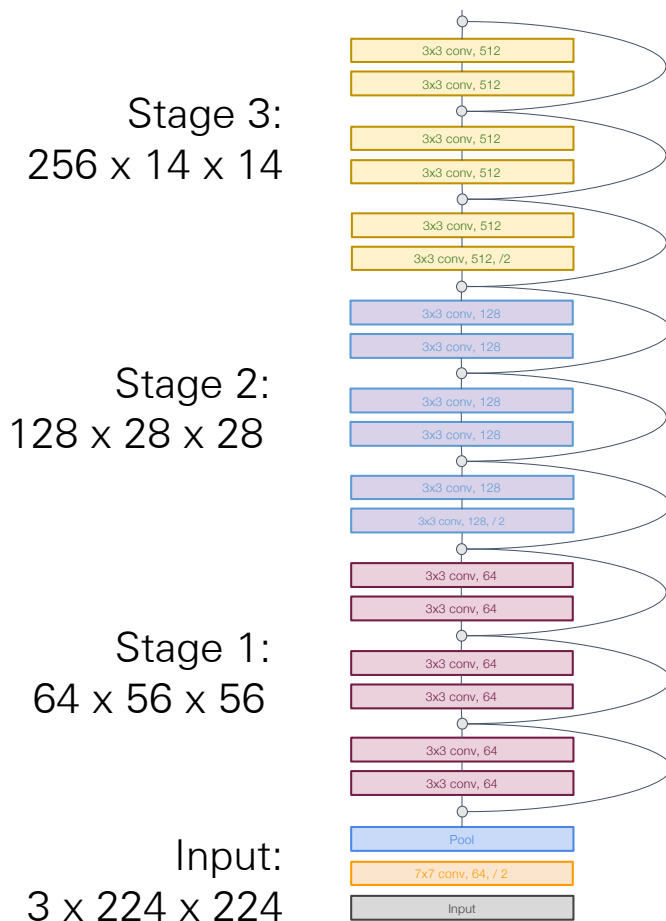 3x3 conv, 512
3x3 conv, 512
Stage 3:
256 x 14 x 14
3x3 conv, 512
3x3 conv, 512
3x3 conv, 512
3x3 conv, 512, /2
3x3 conv, 128
3x3 conv, 128
Stage 2:
128 x 28 x 28
3x3 conv, 128
3x3 conv, 128
3x3 conv, 128
3x3 conv, 128, / 2
3x3 conv, 64
3x3 conv, 64
Stage 1:
64 x 56 x 56
3x3 conv, 64
3x3 conv, 64
3x3 conv, 64
3x3 conv, 64
Input:
3 x 224 x 224
Pool
7x7 conv, 64, / 2
Input